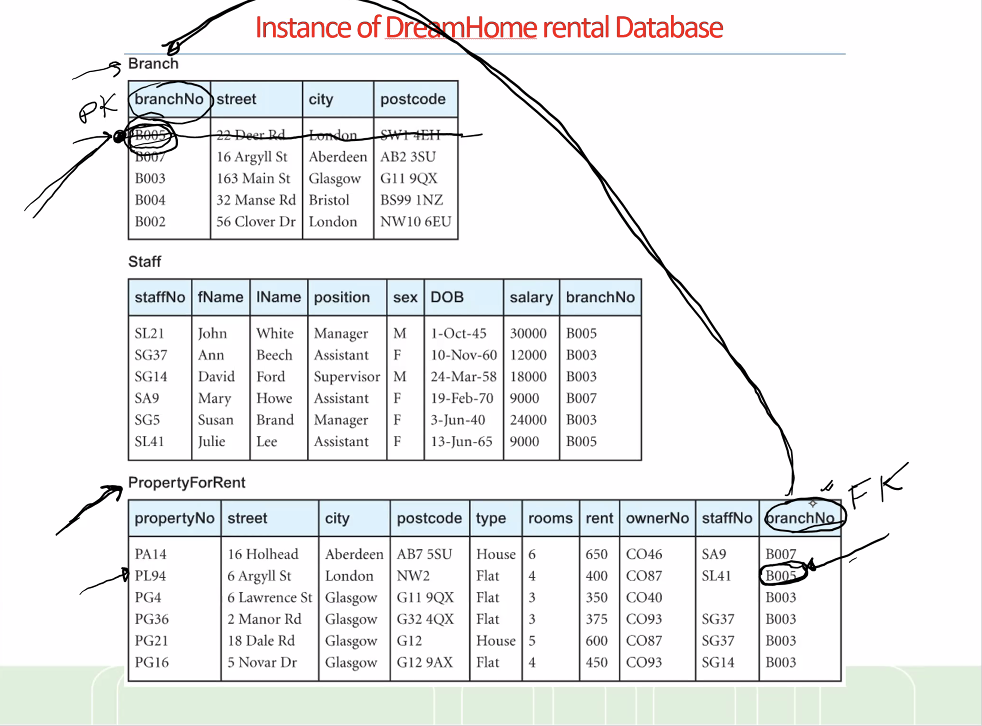 Instance of DreamHome rental Database
Branch
PK
branchNo street city postcode
B005 22 Deer Rd London SW1 4EH
B007 16 Argyll St Aberdeen AB2 3SU
B003 163 Main St Glasgow G11 9QX
B004 32 Manse Rd Bristol BS99 1NZ
B002 56 Clover Dr London NW10 6EU
Staff
staffNo fName lName position sex DOB salary branchNo
SL21 John White Manager M 1-Oct-45 30000 B005
SG37 Ann Beech Assistant F 10-Nov-60 12000 B003
SG14 David Ford Supervisor M 24-Mar-58 18000 B003
SA9 Mary Howe Assistant F 19-Feb-70 9000 B007
SG5 Susan Brand Manager F 3-Jun-40 24000 B003
SL41 Julie Lee Assistant F 13-Jun-65 9000 B005
PropertyForRent
FK
propertyNo street city postcode type rooms rent ownerNo staffNo branchNo
PA14 16 Holhead Aberdeen AB7 5SU House 6 650 CO46 SA9 B007
PL94 6 Argyll St London NW2 Flat 4 400 CO87 SL41 B005
PG4 6 Lawrence St Glasgow G11 9QX Flat 3 350 CO40 B003
PG36 2 Manor Rd Glasgow G32 4QX Flat 3 375 CO93 SG37 B003
PG21 18 Dale Rd Glasgow G12 House 5 600 CO87 SG37 B003
PG16 5 Novar Dr Glasgow G12 9AX Flat 4 450 CO93 SG14 B003